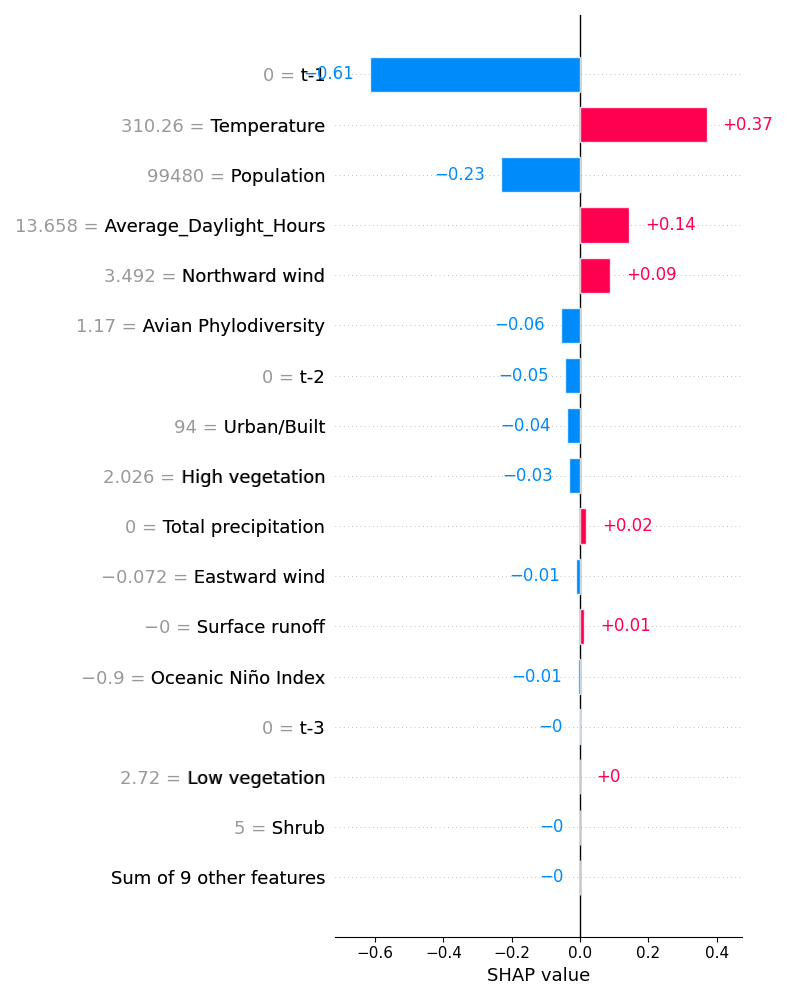 0 = t-1 −0.61
310.26 = Temperature +0.37
99480 = Population −0.23
13.658 = Average_Daylight_Hours +0.14
3.492 = Northward wind +0.09
1.17 = Avian Phylodiversity −0.06
0 = t-2 −0.05
94 = Urban/Built −0.04
2.026 = High vegetation −0.03
0 = Total precipitation +0.02
−0.072 = Eastward wind −0.01
−0 = Surface runoff +0.01
−0.9 = Oceanic Niño Index −0.01
0 = t-3 −0
2.72 = Low vegetation +0
5 = Shrub −0
Sum of 9 other features −0
−0.6 −0.4 −0.2 0.0 0.2 0.4
SHAP value